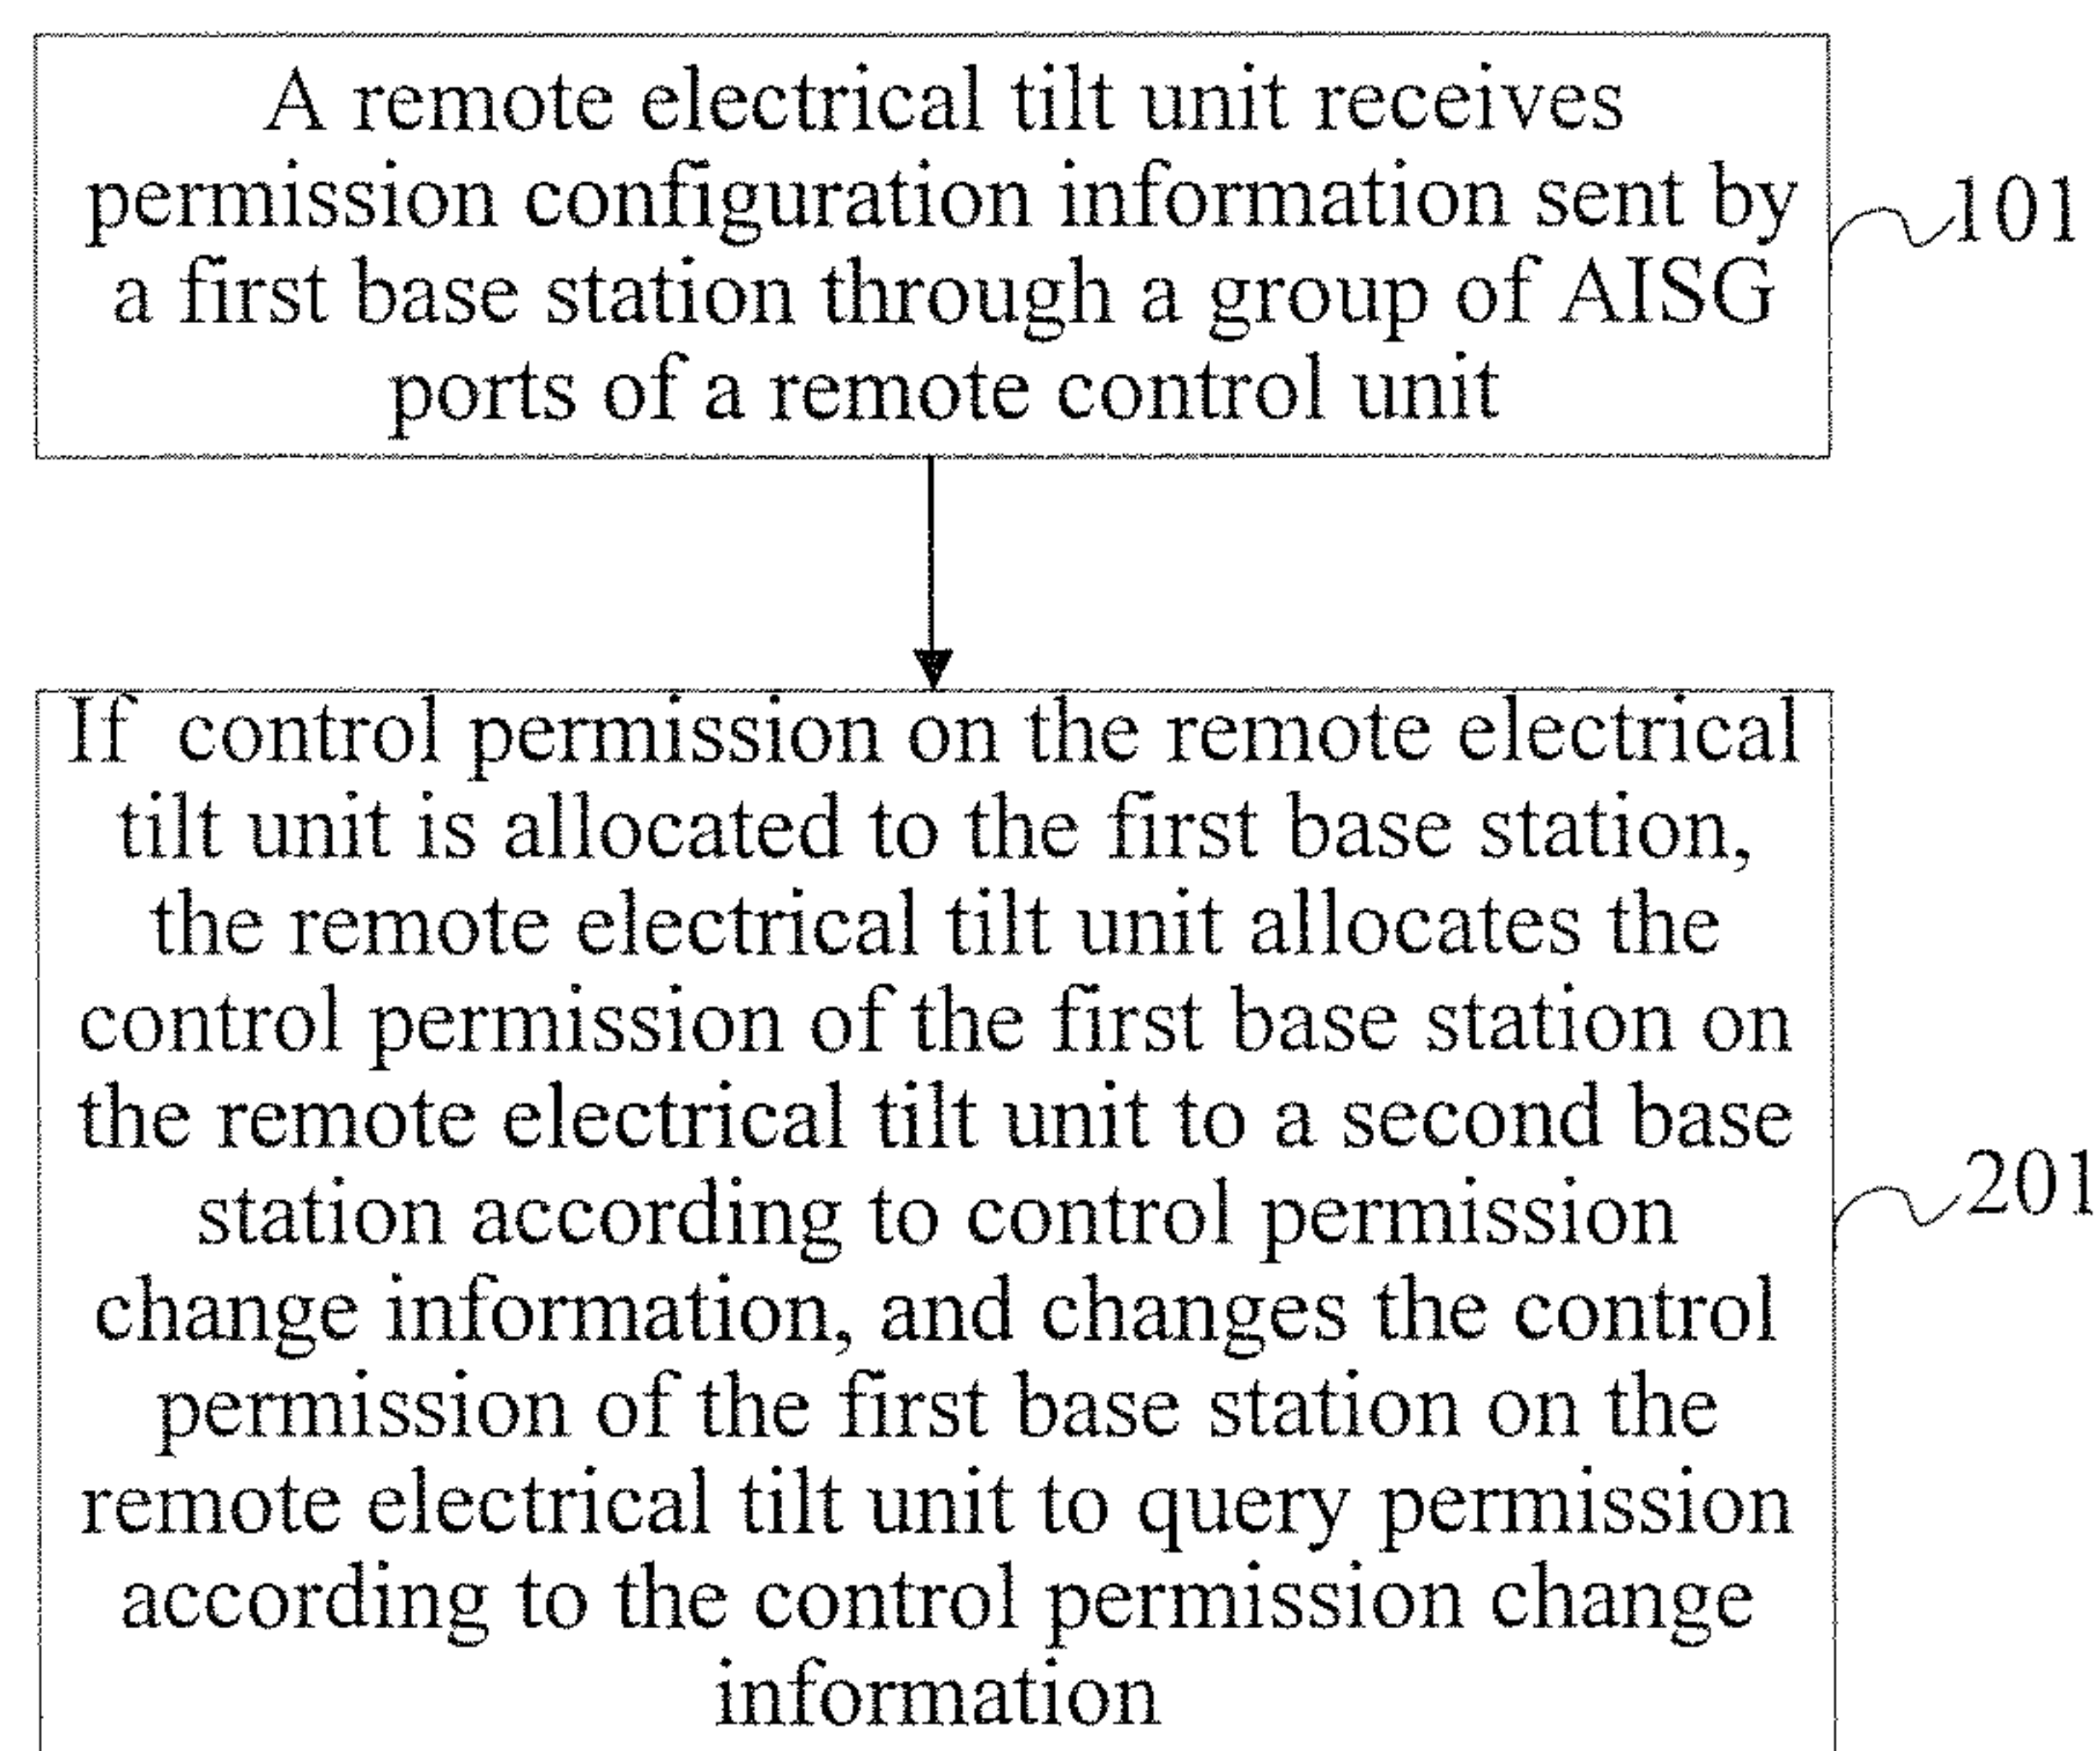 A remote electrical tilt unit receives
permission configuration information sent by
a first base station through a group of AISG
ports of a remote control unit
101
If control permission on the remote electrical
tilt unit is allocated to the first base station,
the remote electrical tilt unit allocates the
control permission of the first base station on
the remote electrical tilt unit to a second base
station according to control permission
change information, and changes the control
permission of the first base station on the
remote electrical tilt unit to query permission
according to the control permission change
information
201